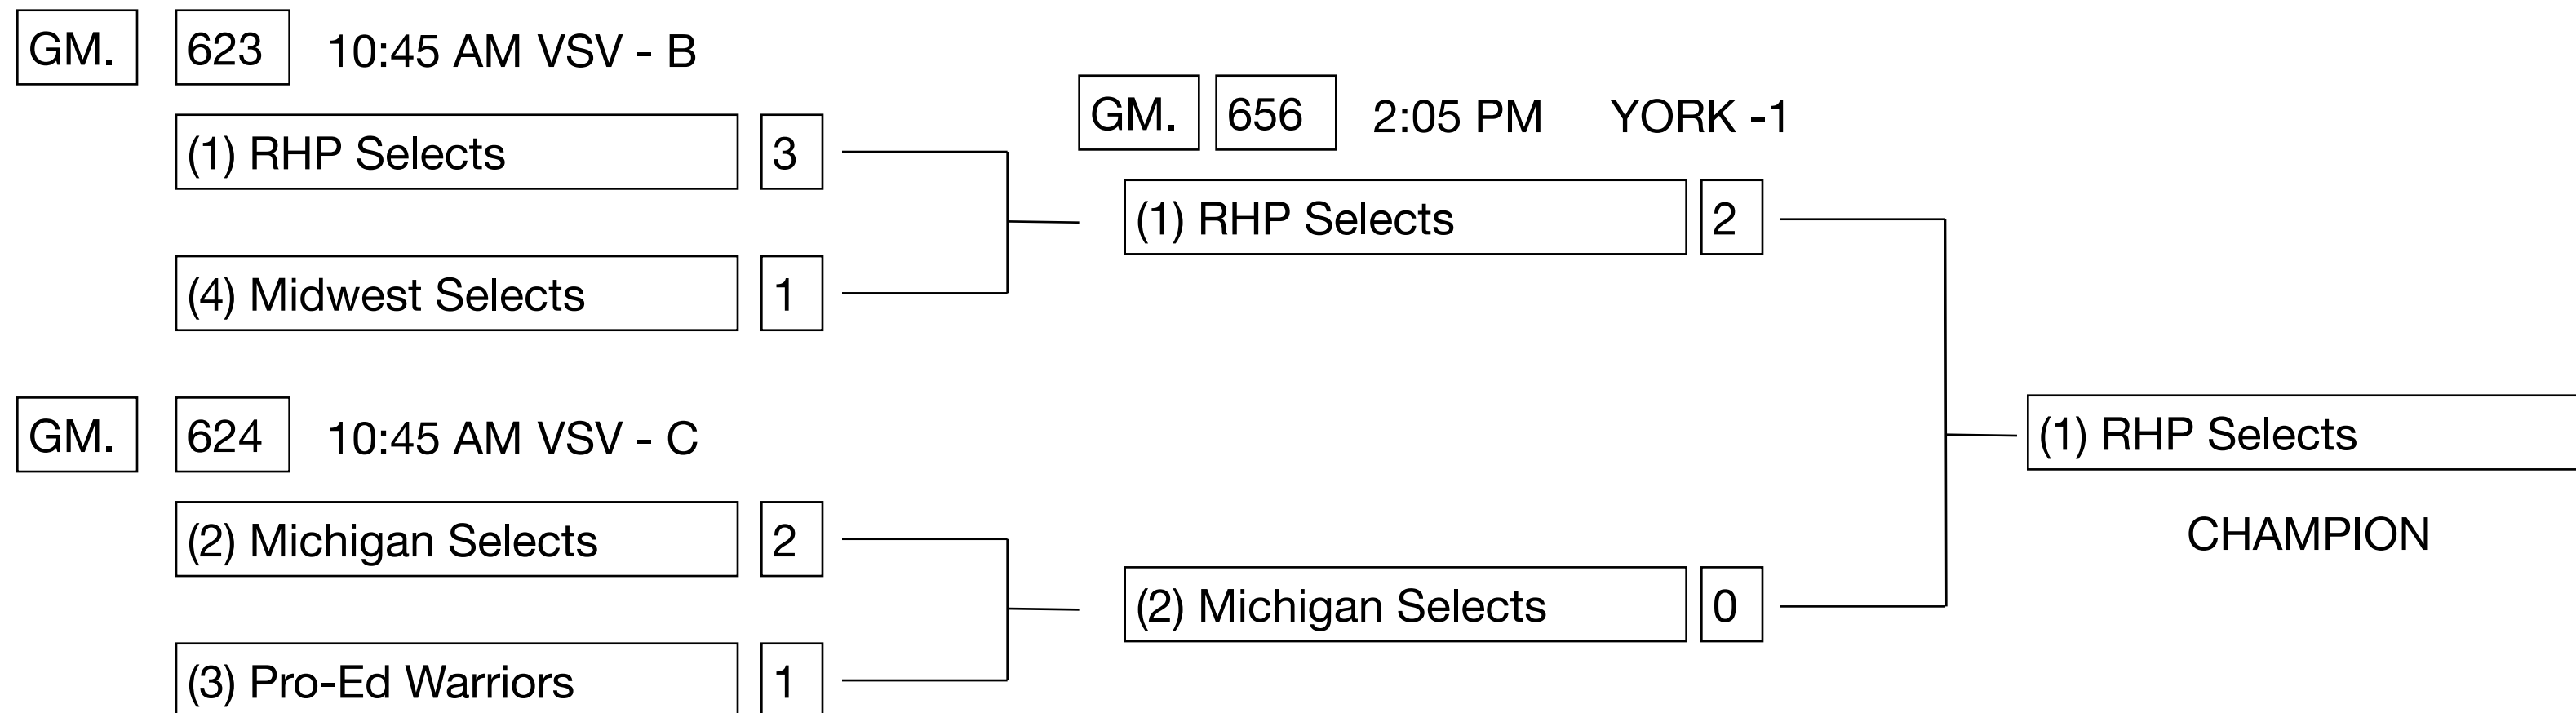 GM. 623 10:45 AM VSV - B
(1) RHP Selects 3
(4) Midwest Selects 1
GM. 624 10:45 AM VSV - C
(2) Michigan Selects 2
(3) Pro-Ed Warriors 1
GM. 656 2:05 PM YORK -1
(1) RHP Selects 2
(2) Michigan Selects 0
(1) RHP Selects
CHAMPION